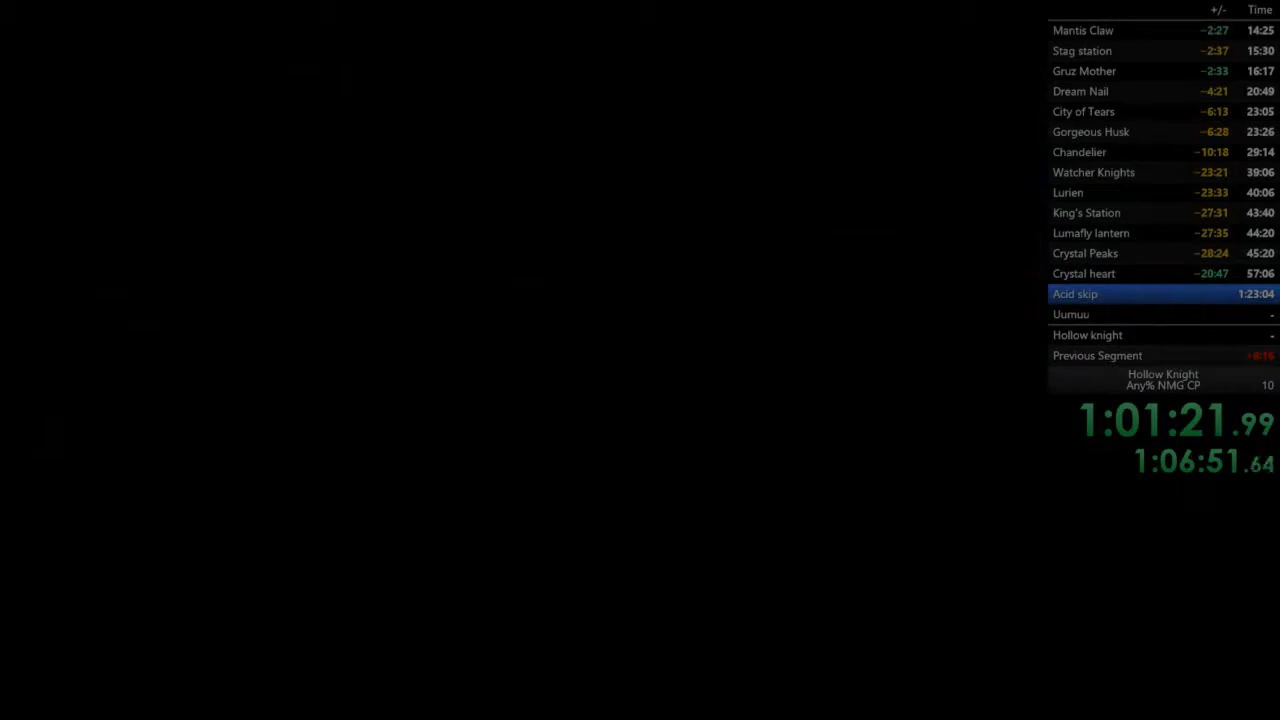 +/- Time
Mantis Claw −2:27 14:25
Stag station −2:37 15:30
Gruz Mother −2:33 16:17
Dream Nail −4:21 20:49
City of Tears −6:13 23:05
Gorgeous Husk −6:28 23:26
Chandelier −10:18 29:14
Watcher Knights −23:21 39:06
Lurien −23:33 40:06
King's Station −27:31 43:40
Lumafly lantern −27:35 44:20
Crystal Peaks −28:24 45:20
Crystal heart −20:47 57:06
Acid skip 1:23:04
Uumuu -
Hollow knight -
Previous Segment +8:16
Hollow Knight
Any% NMG CP 10
1:01:21.99
1:06:51.64